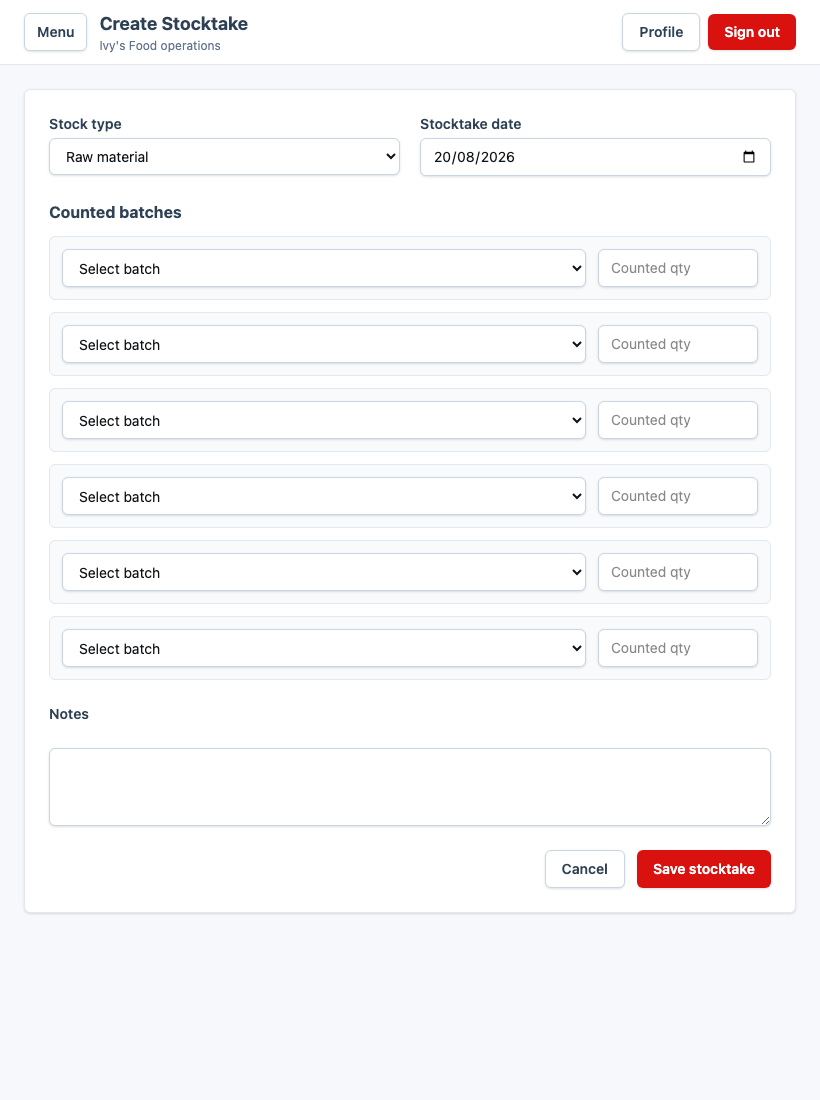 Menu
Create Stocktake
Ivy's Food operations
Profile
Sign out
Stock type
Stocktake date
Raw material
20/08/2026
Counted batches
Select batch
Counted qty
Select batch
Counted qty
Select batch
Counted qty
Select batch
Counted qty
Select batch
Counted qty
Select batch
Counted qty
Notes
Cancel
Save stocktake